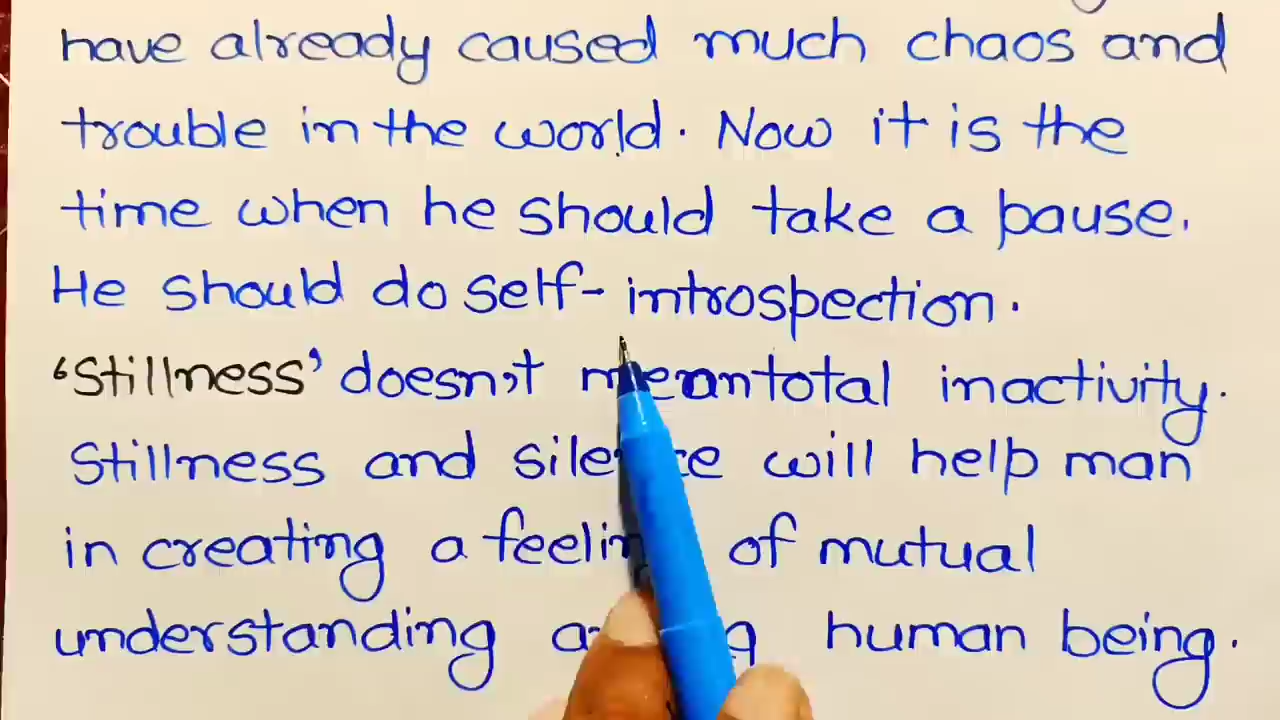 have already caused much chaos and
trouble in the world. Now it is the
time when he should take a pause.
He should do self-introspection.
'Stillness' doesn't mean total inactivity.
Stillness and silence will help man
in creating a feeling of mutual
understanding among human being.